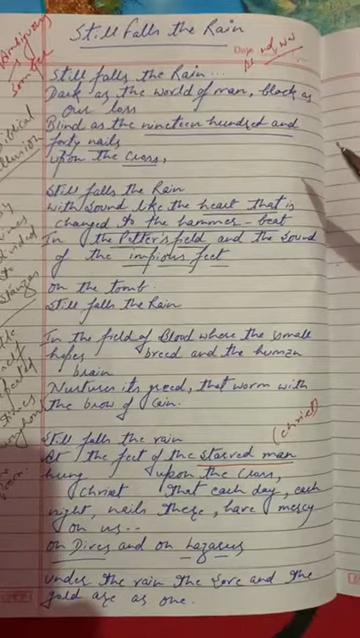 Still falls the Rain
Date
Still falls the Rain...
Dark as the world of man, black as
our loss
Blind as the nineteen hundred and
forty nails
upon the Cross,
Still falls the Rain
with sound like the heart that is
changed to the hammer-beat
In the Potter's field and the sound
of the impious feet
on the tomb.
Still falls the Rain
In the field of Blood where the small
hopes breed and the human
brain
Nurtures its greed, that worm with
the brow of Cain.
Still falls the rain
(christ)
At the feet of the starved man
hung upon the Cross,
Christ that each day, each
night, nails there, have mercy
on us--
on Dives and on Lazarus
under the rain the sore and the
gold are as one.